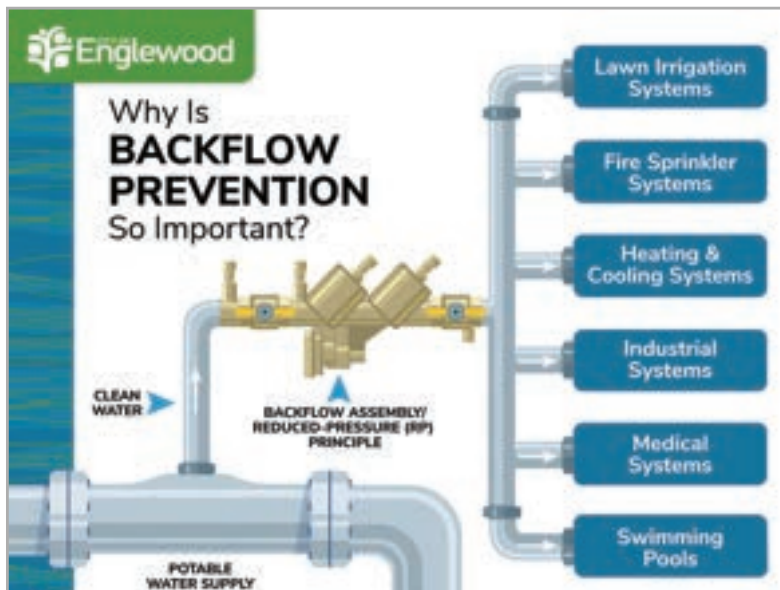 Englewood
Why Is
BACKFLOW
PREVENTION
So Important?
CLEAN
WATER
BACKFLOW ASSEMBLY/
REDUCED-PRESSURE (RP)
PRINCIPLE
POTABLE
WATER SUPPLY
Lawn Irrigation
Systems
Fire Sprinkler
Systems
Heating &
Cooling Systems
Industrial
Systems
Medical
Systems
Swimming
Pools